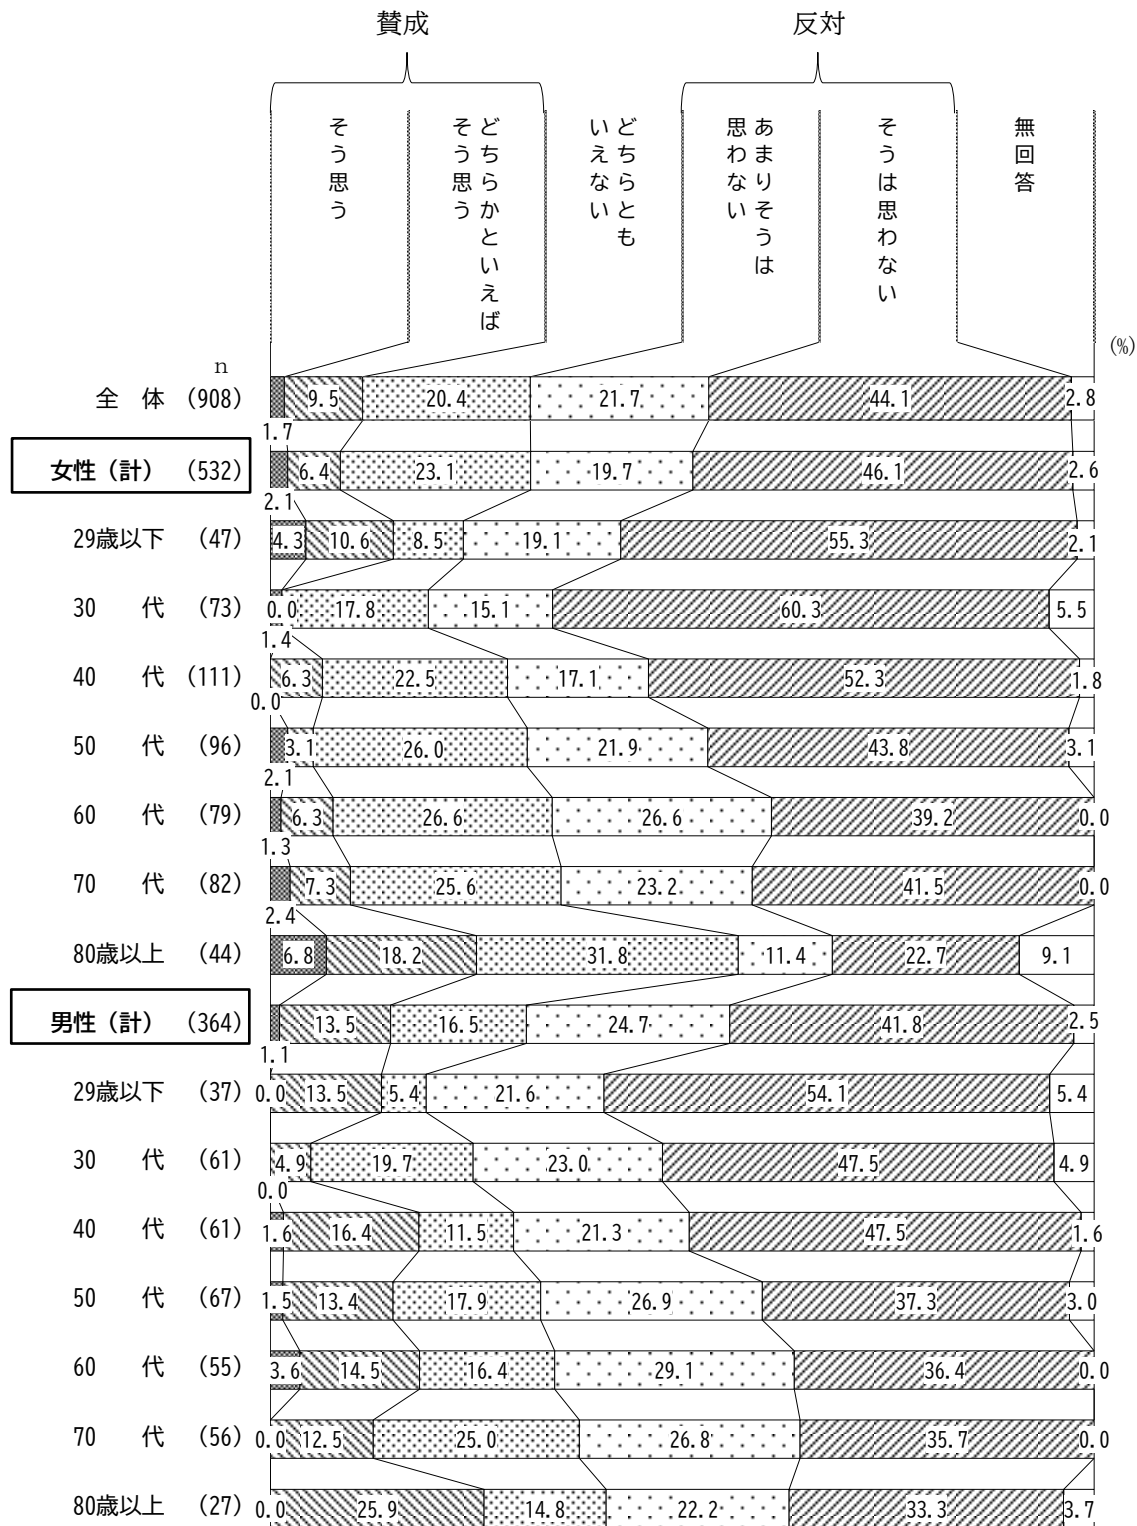 賛成
反対
そう思う
どちらかといえば
そう思う
どちらとも
いえない
あまりそうは
思わない
そうは思わない
無回答
(%)
n
全 体 (908) 1.7 9.5 20.4 21.7 44.1 2.8
女性(計) (532) 2.1 6.4 23.1 19.7 46.1 2.6
29歳以下 (47) 4.3 10.6 8.5 19.1 55.3 2.1
30 代 (73) 1.4 0.0 17.8 15.1 60.3 5.5
40 代 (111) 0.0 6.3 22.5 17.1 52.3 1.8
50 代 (96) 2.1 3.1 26.0 21.9 43.8 3.1
60 代 (79) 1.3 6.3 26.6 26.6 39.2 0.0
70 代 (82) 2.4 7.3 25.6 23.2 41.5 0.0
80歳以上 (44) 6.8 18.2 31.8 11.4 22.7 9.1
男性(計) (364) 1.1 13.5 16.5 24.7 41.8 2.5
29歳以下 (37) 0.0 13.5 5.4 21.6 54.1 5.4
30 代 (61) 0.0 4.9 19.7 23.0 47.5 4.9
40 代 (61) 1.6 16.4 11.5 21.3 47.5 1.6
50 代 (67) 1.5 13.4 17.9 26.9 37.3 3.0
60 代 (55) 3.6 14.5 16.4 29.1 36.4 0.0
70 代 (56) 0.0 12.5 25.0 26.8 35.7 0.0
80歳以上 (27) 0.0 25.9 14.8 22.2 33.3 3.7